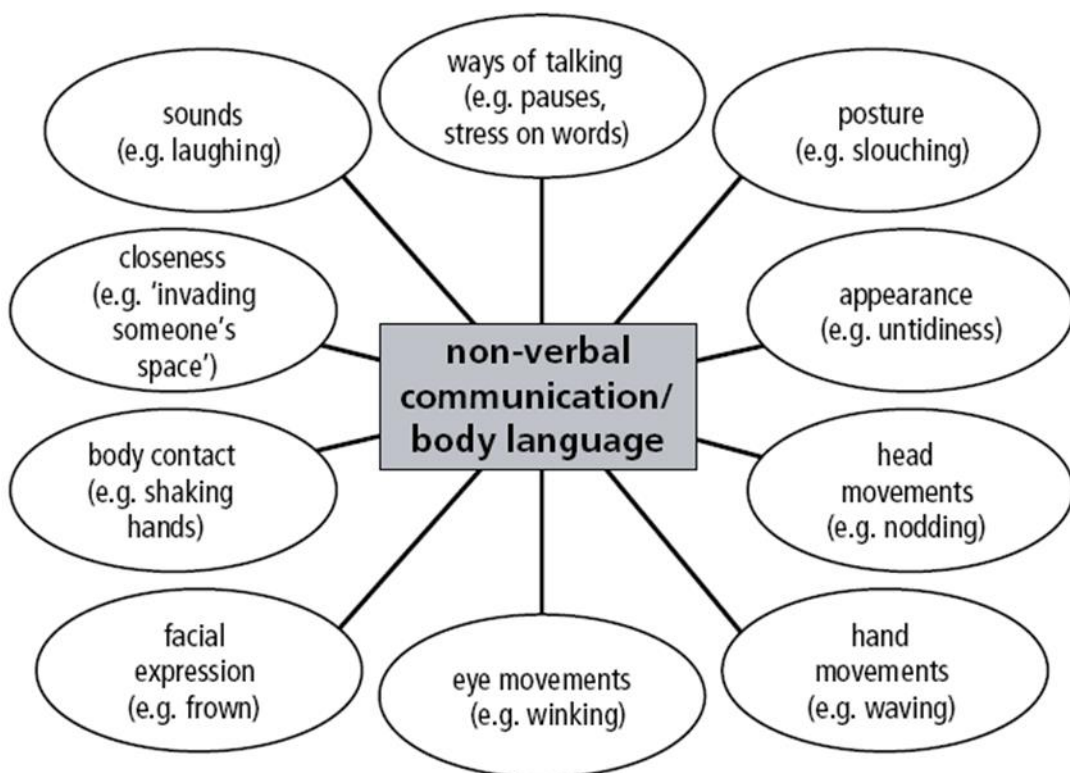 ways of talking
(e.g. pauses,
stress on words)
sounds
(e.g. laughing)
posture
(e.g. slouching)
closeness
(e.g. ‘invading
someone’s
space’)
appearance
(e.g. untidiness)
non-verbal
communication/
body language
body contact
(e.g. shaking
hands)
head
movements
(e.g. nodding)
facial
expression
(e.g. frown)
eye movements
(e.g. winking)
hand
movements
(e.g. waving)